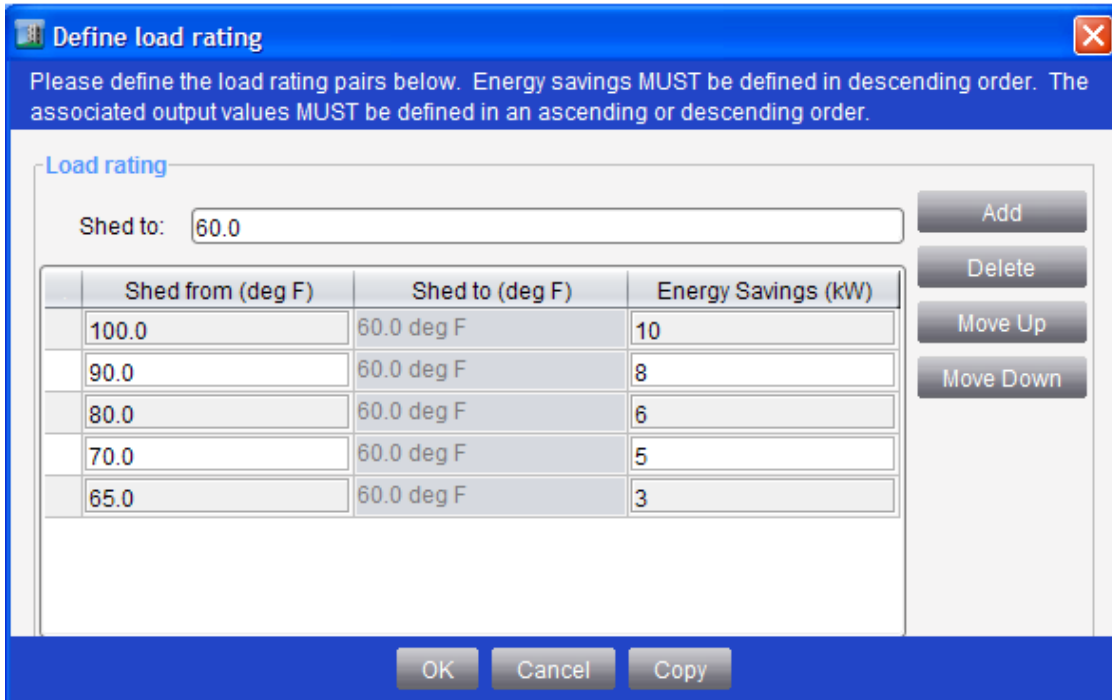 Define load rating
Please define the load rating pairs below. Energy savings MUST be defined in descending order. The
associated output values MUST be defined in an ascending or descending order.
Load rating
Shed to: 60.0
Add
Delete
Move Up
Move Down
Shed from (deg F) Shed to (deg F) Energy Savings (kW)
100.0 60.0 deg F 10
90.0 60.0 deg F 8
80.0 60.0 deg F 6
70.0 60.0 deg F 5
65.0 60.0 deg F 3
OK Cancel Copy